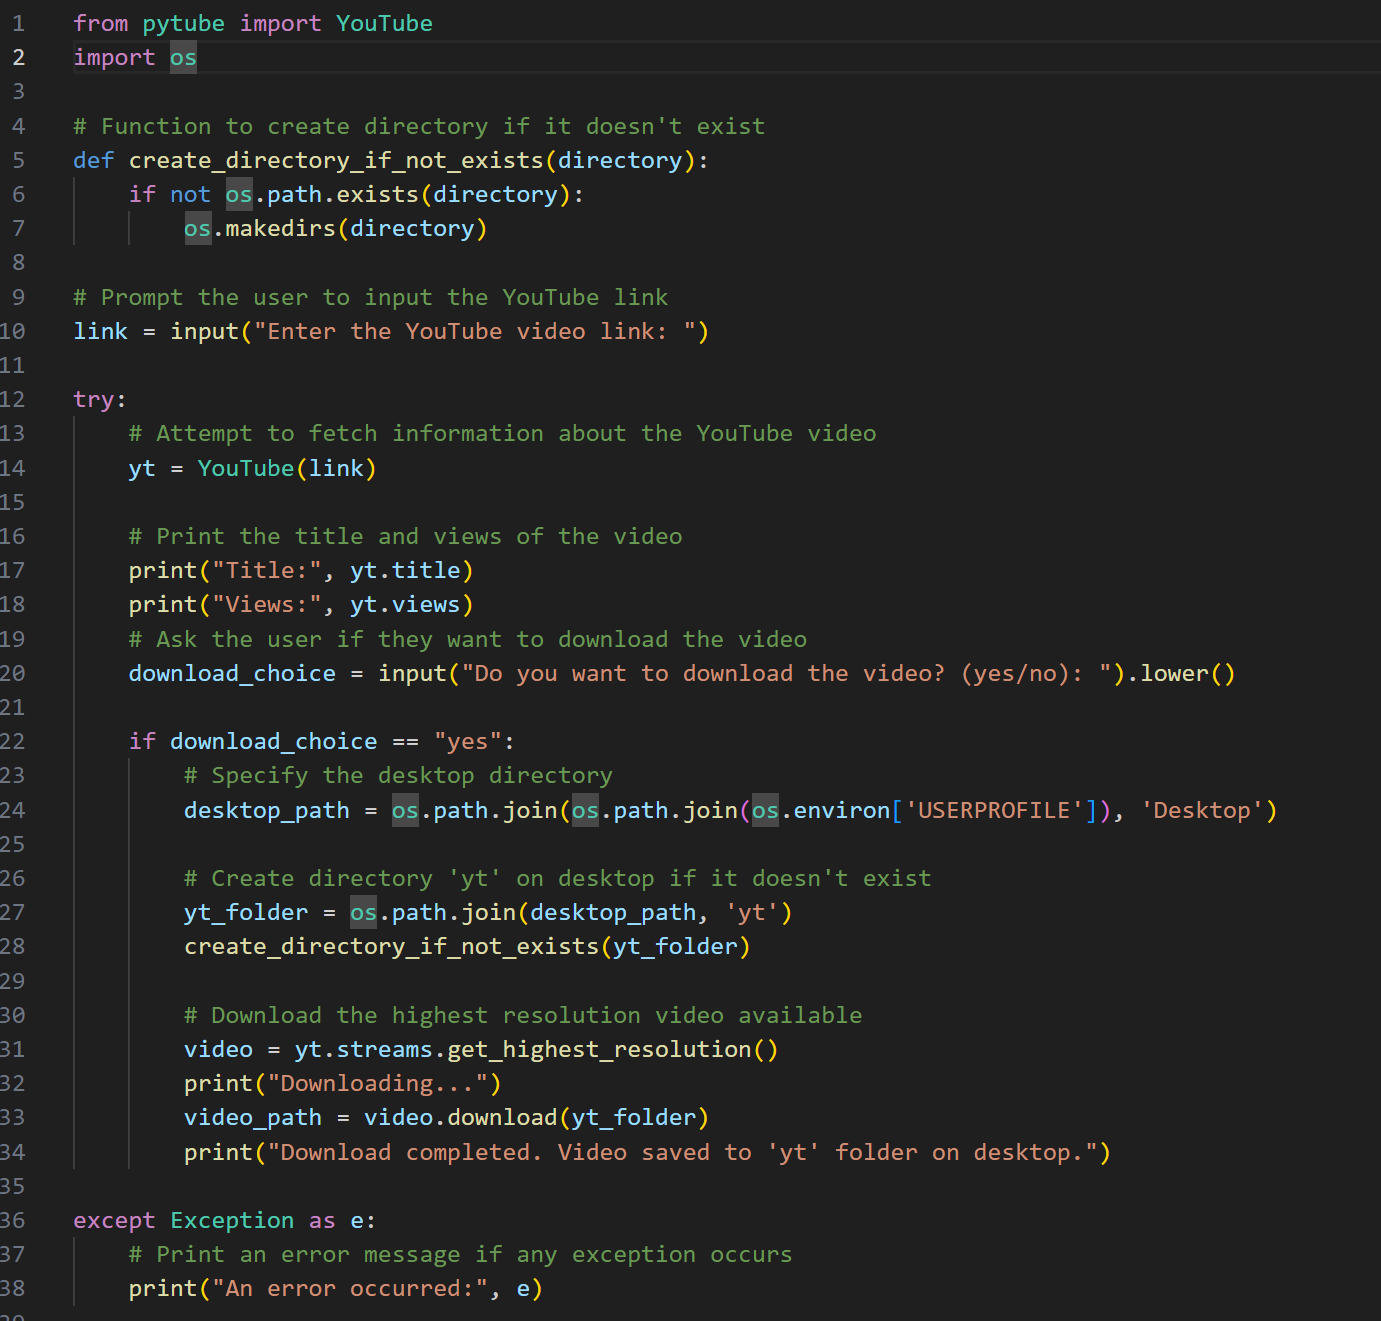 1 from pytube import YouTube
2 import os
3
4 # Function to create directory if it doesn't exist
5 def create_directory_if_not_exists(directory):
6     if not os.path.exists(directory):
7         os.makedirs(directory)
8
9 # Prompt the user to input the YouTube link
10 link = input("Enter the YouTube video link: ")
11
12 try:
13     # Attempt to fetch information about the YouTube video
14     yt = YouTube(link)
15
16     # Print the title and views of the video
17     print("Title:", yt.title)
18     print("Views:", yt.views)
19     # Ask the user if they want to download the video
20     download_choice = input("Do you want to download the video? (yes/no): ").lower()
21
22     if download_choice == "yes":
23         # Specify the desktop directory
24         desktop_path = os.path.join(os.path.join(os.environ['USERPROFILE']), 'Desktop')
25
26         # Create directory 'yt' on desktop if it doesn't exist
27         yt_folder = os.path.join(desktop_path, 'yt')
28         create_directory_if_not_exists(yt_folder)
29
30         # Download the highest resolution video available
31         video = yt.streams.get_highest_resolution()
32         print("Downloading...")
33         video_path = video.download(yt_folder)
34         print("Download completed. Video saved to 'yt' folder on desktop.")
35
36 except Exception as e:
37     # Print an error message if any exception occurs
38     print("An error occurred:", e)